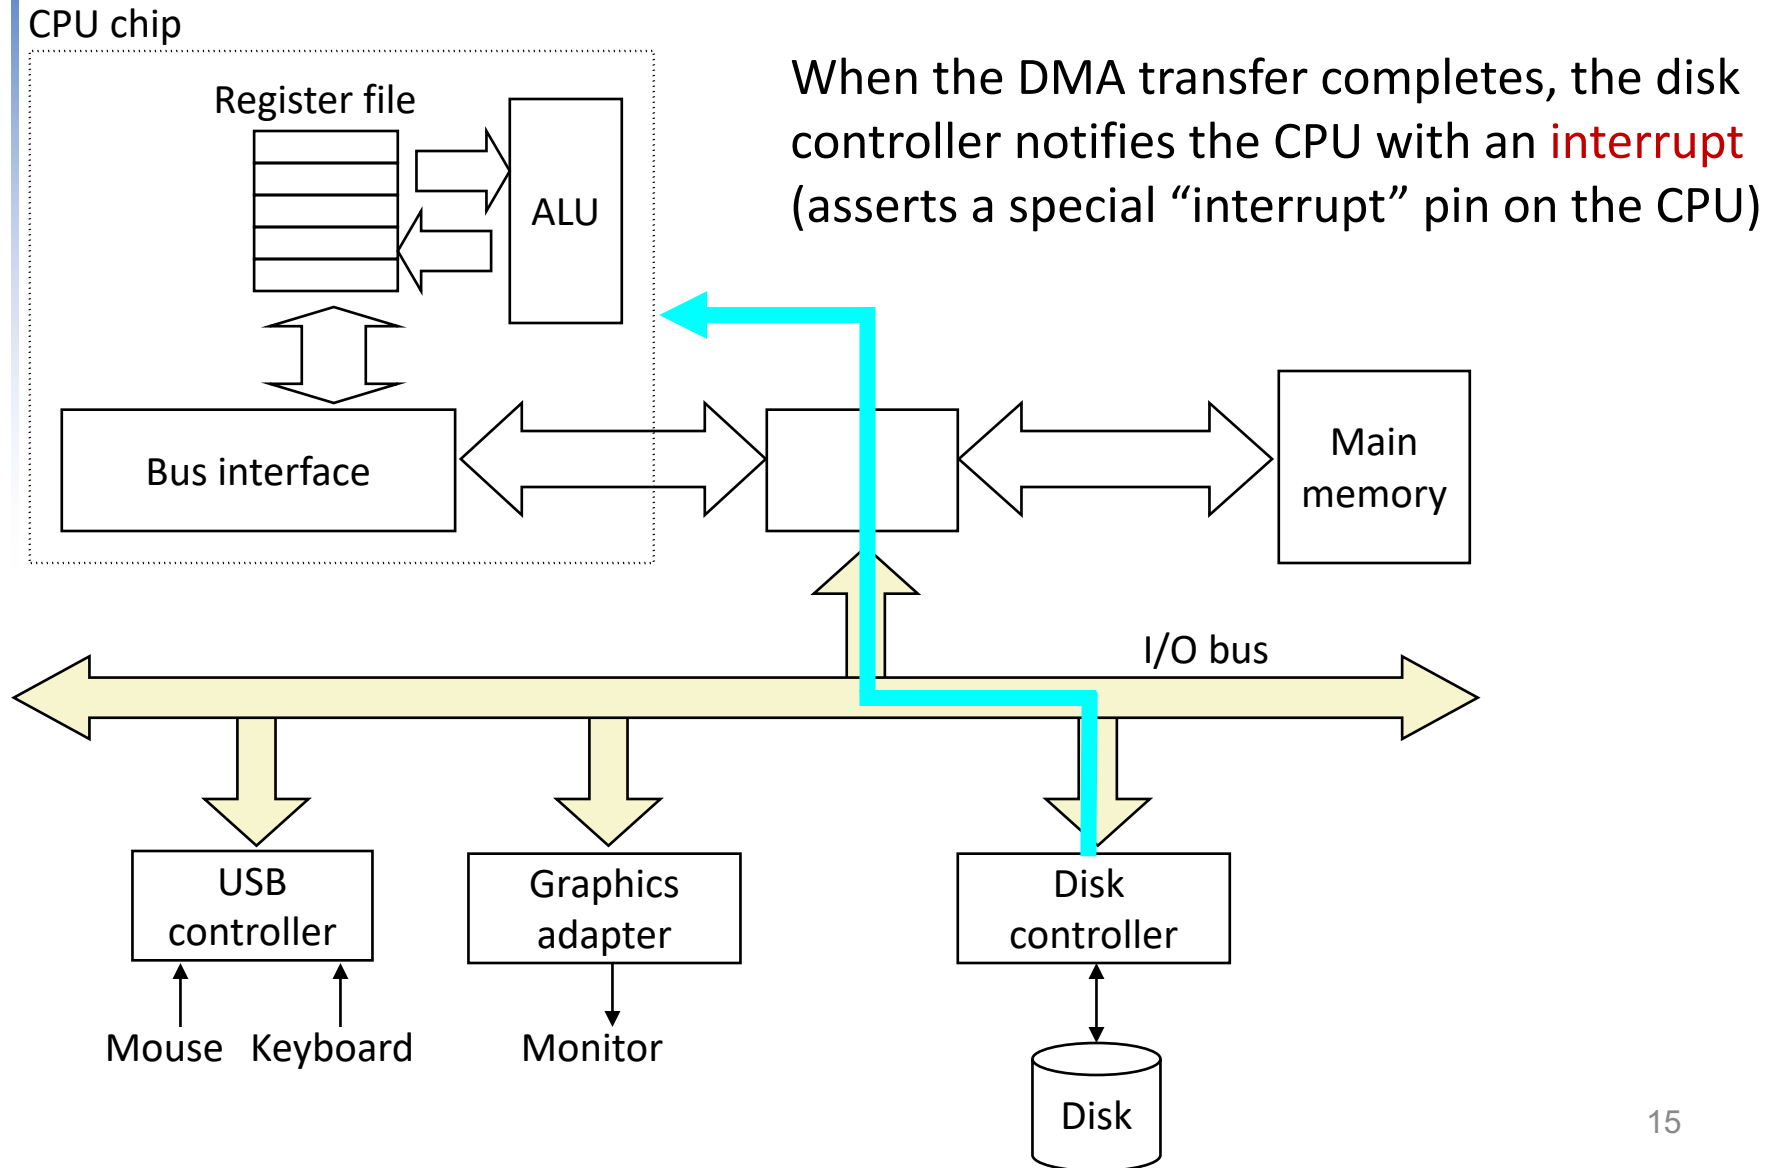 CPU chip
When the DMA transfer completes, the disk
controller notifies the CPU with an interrupt
(asserts a special “interrupt” pin on the CPU)
Register file
ALU
Bus interface
Main
memory
I/O bus
USB
controller
Graphics
adapter
Disk
controller
Mouse
Keyboard
Monitor
Disk
15